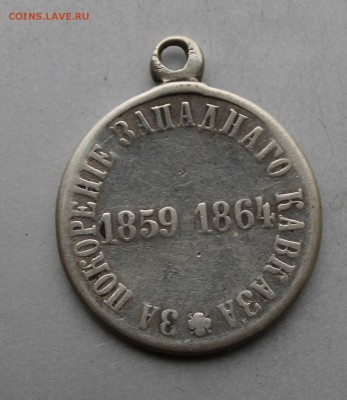 COINS.LAVE.RU
ЗА ПОКОРЕНІЕ ЗАПАДНАГО КАВКАЗА
1859 1864